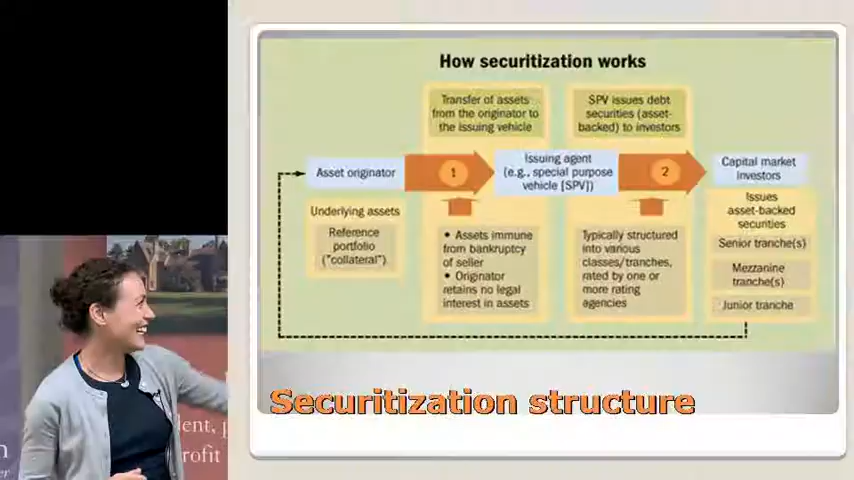 How securitization works
Transfer of assets
from the originator to
the issuing vehicle
SPV issues debt
securities (asset-
backed) to investors
Asset originator
1
Issuing agent
(e.g., special purpose
vehicle [SPV])
2
Capital market
investors
Underlying assets
Reference
portfolio
("collateral")
• Assets immune
from bankruptcy
of seller
• Originator
retains no legal
interest in assets
Typically structured
into various
classes/tranches,
rated by one or
more rating
agencies
Issues
asset-backed
securities
Senior tranche(s)
Mezzanine
tranche(s)
Junior tranche
Securitization structure